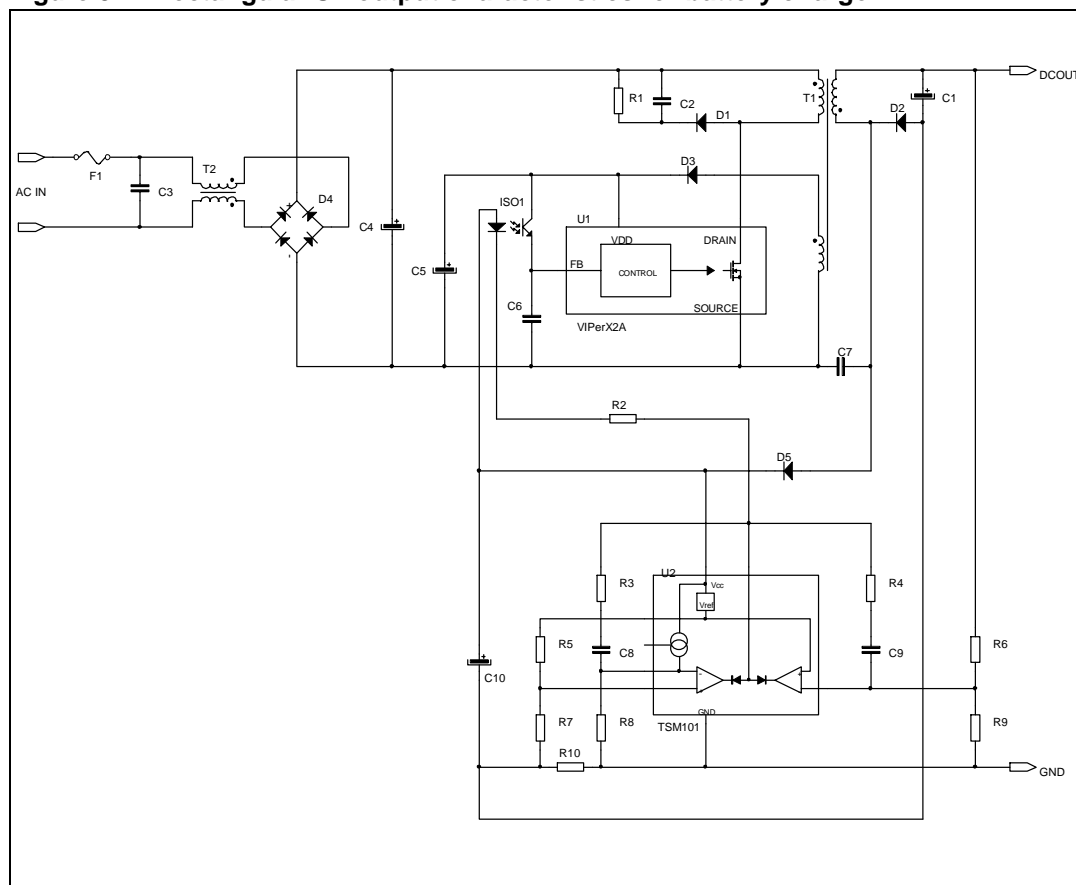 T1
C1
DCOUT
R1
C2
D1
D2
D3
F1
AC IN
C3
T2
D4
C4
ISO1
U1
VDD
DRAIN
FB
CONTROL
C5
C6
SOURCE
VIPerX2A
C7
R2
D5
U2
R3
Vcc
Vref
R4
R5
C8
C9
R6
C10
R7
R8
GND
TSM101
R9
R10
GND